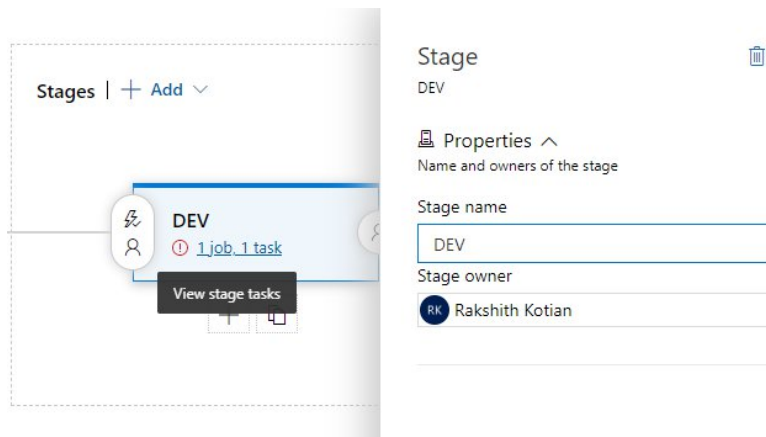 Stages | + Add
DEV
1 job, 1 task
View stage tasks
Stage
DEV
Properties
Name and owners of the stage
Stage name
DEV
Stage owner
RK Rakshith Kotian